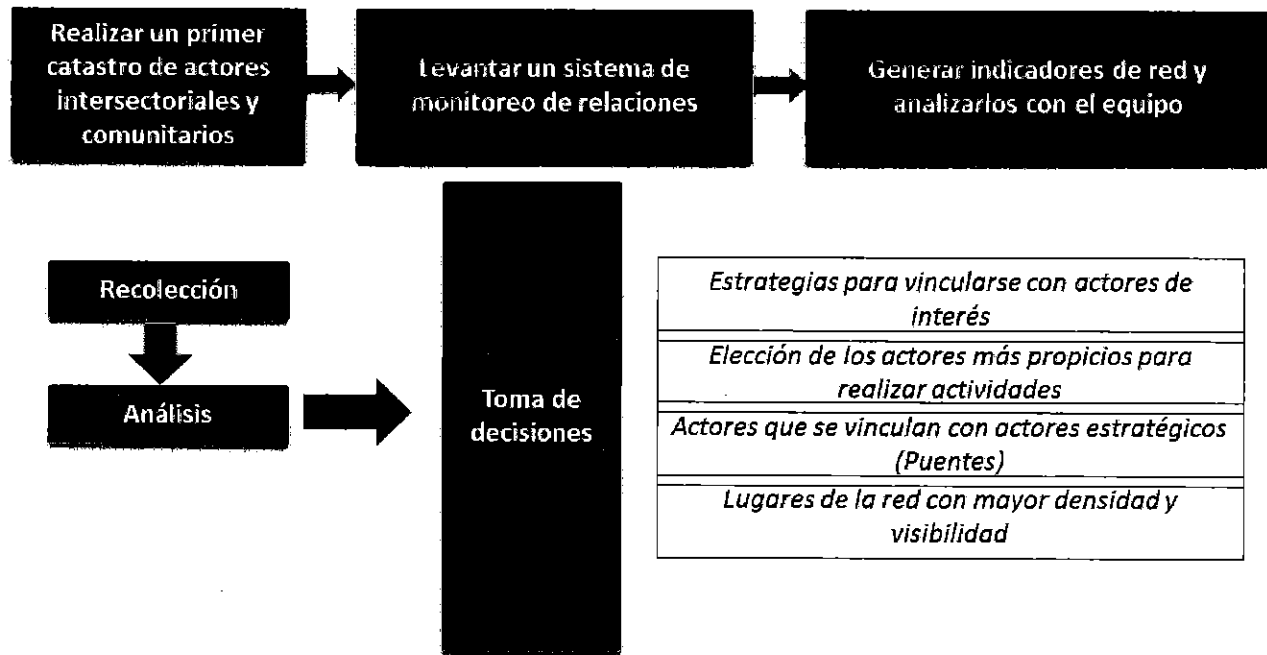 Realizar un primer
catastro de actores
intersectoriales y
comunitarios
Levantar un sistema de
monitoreo de relaciones
Generar indicadores de red y
analizarlos con el equipo
Recolección
Análisis
Toma de
decisiones
Estrategias para vincularse con actores de
interés
Elección de los actores más propicios para
realizar actividades
Actores que se vinculan con actores estratégicos
(Puentes)
Lugares de la red con mayor densidad y
visibilidad